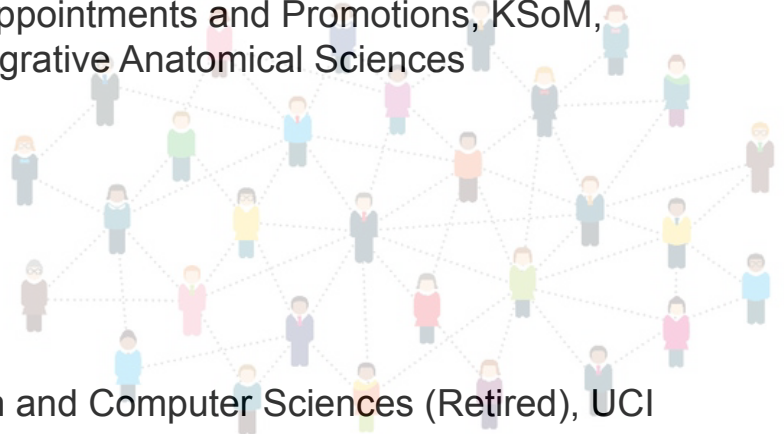 ppointments and Promotions, KSoM,
grative Anatomical Sciences
and Computer Sciences (Retired), UCI